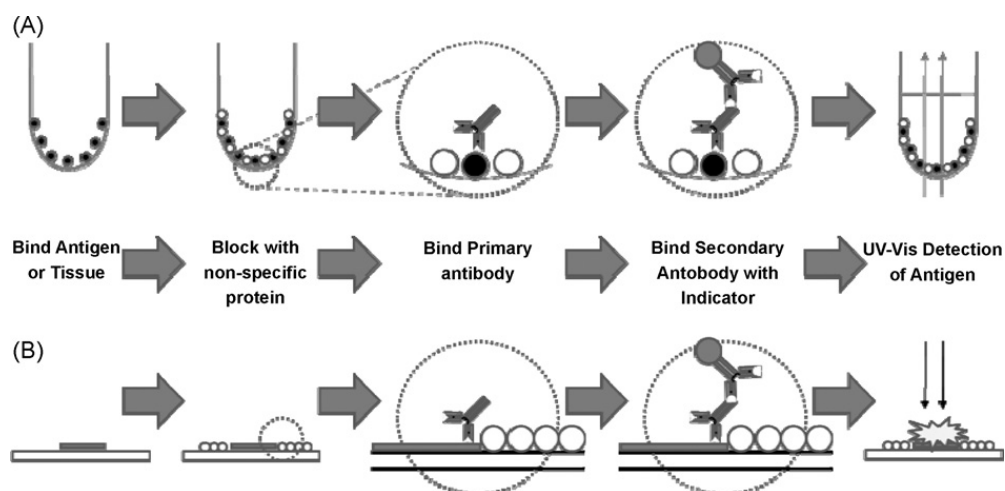 (A)
Bind Antigen
or Tissue
Block with
non-specific
protein
Bind Primary
antibody
Bind Secondary
Antobody with
Indicator
UV-Vis Detection
of Antigen
(B)